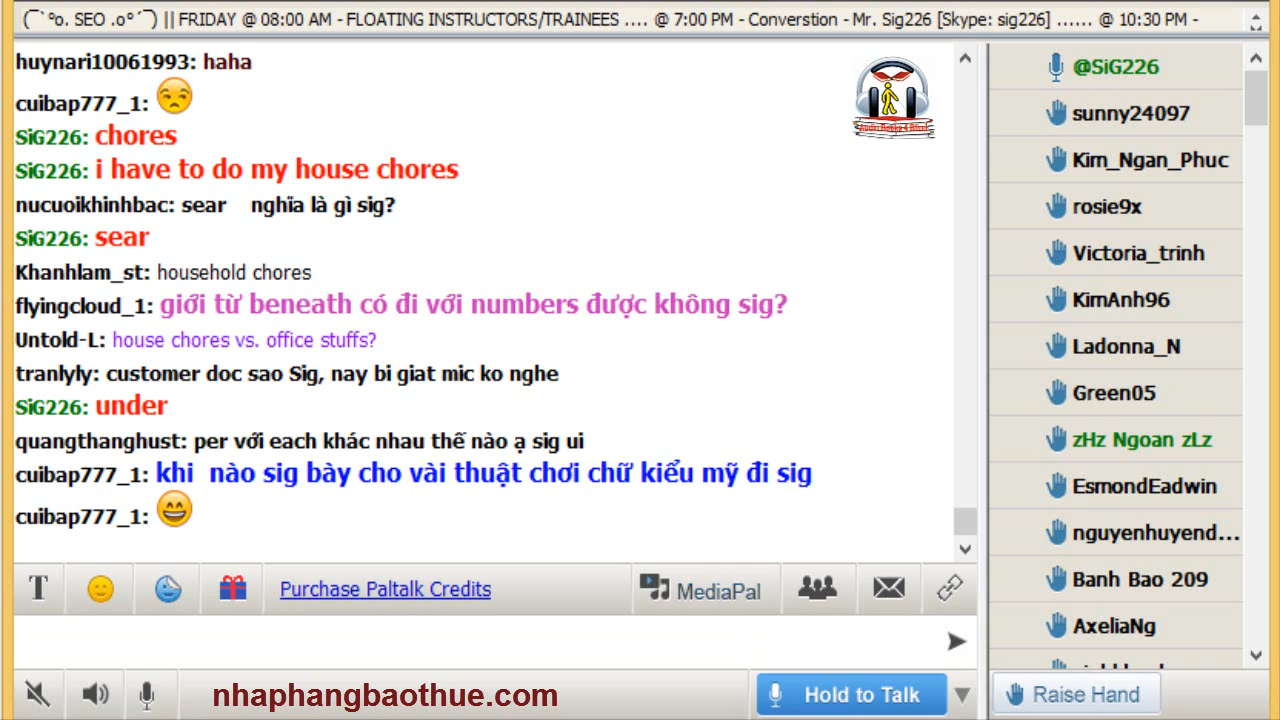 (¯`°o. SEO .o°´¯) || FRIDAY @ 08:00 AM - FLOATING INSTRUCTORS/TRAINEES .... @ 7:00 PM - Converstion - Mr. Sig226 [Skype: sig226] ...... @ 10:30 PM -
huynari10061993: haha
cuibap777_1:
SiG226: chores
SiG226: i have to do my house chores
nucuoikhinhbac: sear nghĩa là gì sig?
SiG226: sear
Khanhlam_st: household chores
flyingcloud_1: giới từ beneath có đi với numbers được không sig?
Untold-L: house chores vs. office stuffs?
tranlyly: customer doc sao Sig, nay bi giat mic ko nghe
SiG226: under
quangthanghust: per với each khác nhau thế nào ạ sig ui
cuibap777_1: khi nào sig bày cho vài thuật chơi chữ kiểu mỹ đi sig
cuibap777_1:
T
Purchase Paltalk Credits
MediaPal
nhaphangbaothue.com
Hold to Talk
@SiG226
sunny24097
Kim_Ngan_Phuc
rosie9x
Victoria_trinh
KimAnh96
Ladonna_N
Green05
zHz Ngoan zLz
EsmondEadwin
nguyenhuyend...
Banh Bao 209
AxeliaNg
Raise Hand